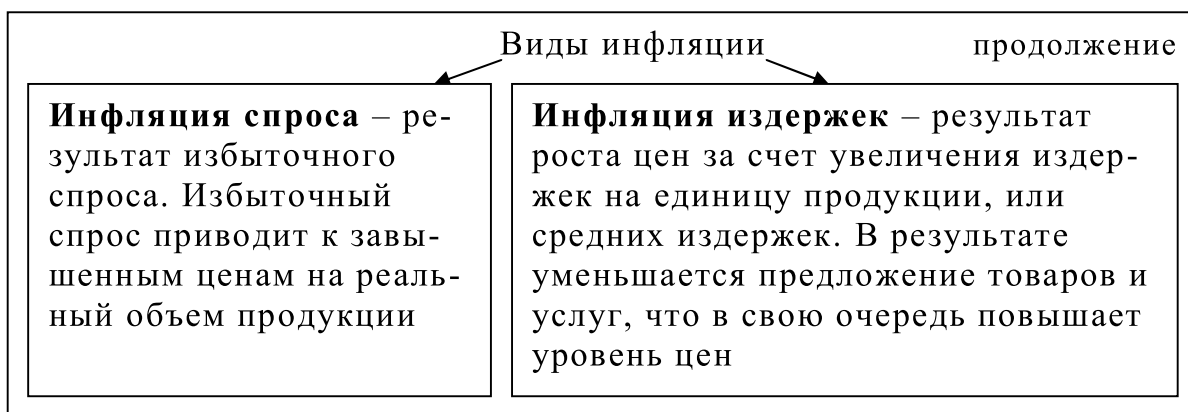 Виды инфляции
продолжение
Инфляция спроса – ре-
зультат избыточного
спроса. Избыточный
спрос приводит к завы-
шенным ценам на реаль-
ный объем продукции
Инфляция издержек – результат
роста цен за счет увеличения издер-
жек на единицу продукции, или
средних издержек. В результате
уменьшается предложение товаров и
услуг, что в свою очередь повышает
уровень цен